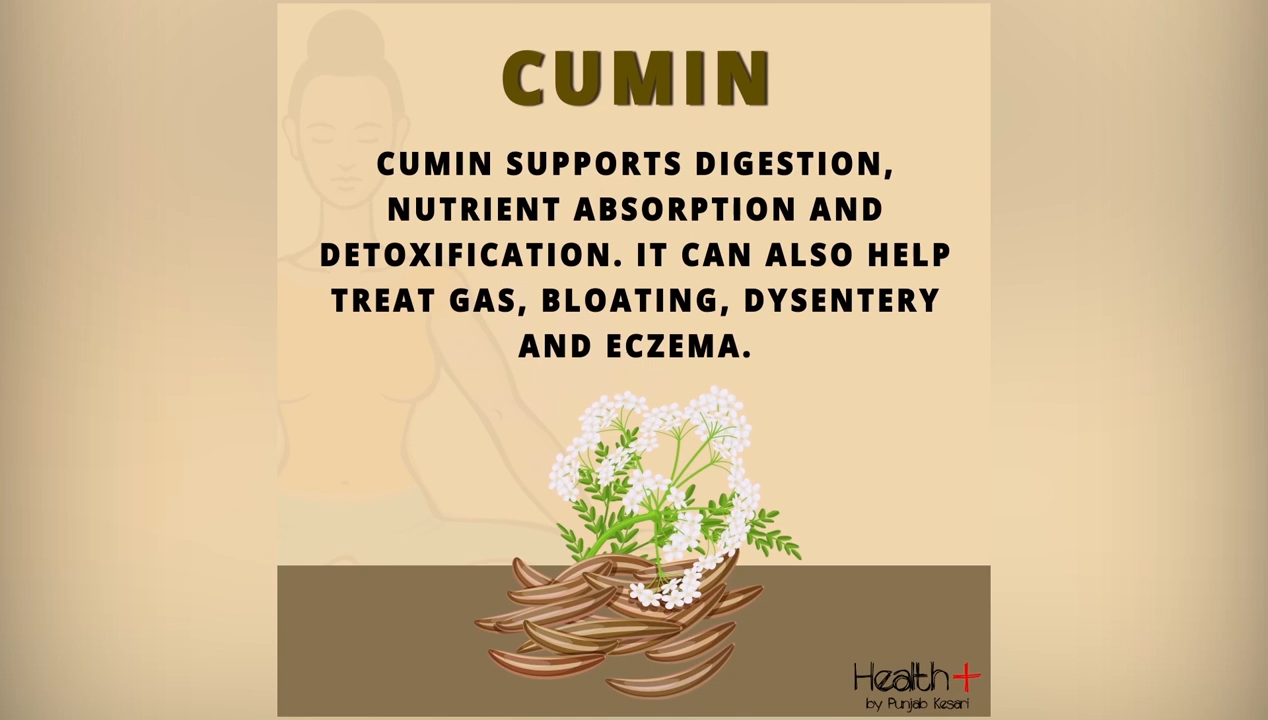 CUMIN
CUMIN SUPPORTS DIGESTION,
NUTRIENT ABSORPTION AND
DETOXIFICATION. IT CAN ALSO HELP
TREAT GAS, BLOATING, DYSENTERY
AND ECZEMA.
Health+
by Punjab Kesari